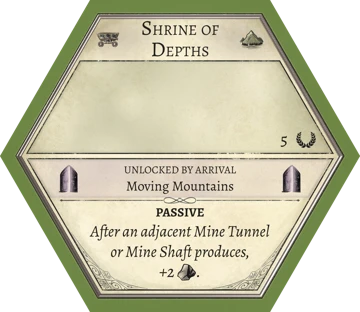 Shrine of
Depths
5
UNLOCKED BY ARRIVAL
Moving Mountains
PASSIVE
After an adjacent Mine Tunnel
or Mine Shaft produces,
+2 .